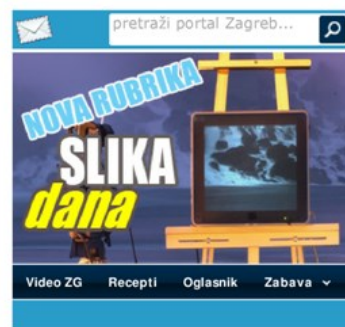 pretraži portal Zagreb...
NOVA RUBRIKA
SLIKA
dana
Video ZG Recepti Oglasnik Zabava